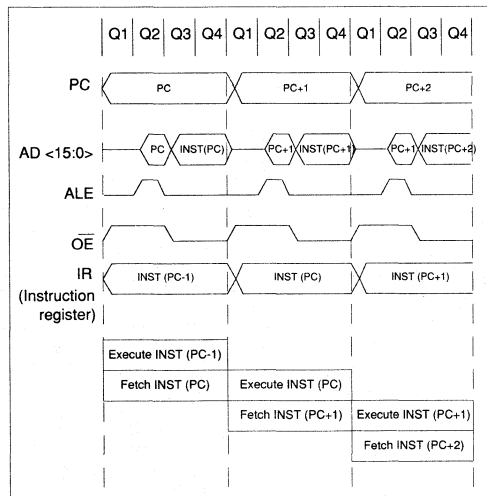 Q1 Q2 Q3 Q4 Q1 Q2 Q3 Q4 Q1 Q2 Q3 Q4
PC PC PC+1 PC+2
AD <15:0> PC INST(PC) PC+1 INST(PC+1) PC+1 INST(PC+2)
ALE
OE
IR INST (PC-1) INST (PC) INST (PC+1)
(Instruction
register)
Execute INST (PC-1)
Fetch INST (PC) Execute INST (PC)
Fetch INST (PC+1) Execute INST (PC+1)
Fetch INST (PC+2)